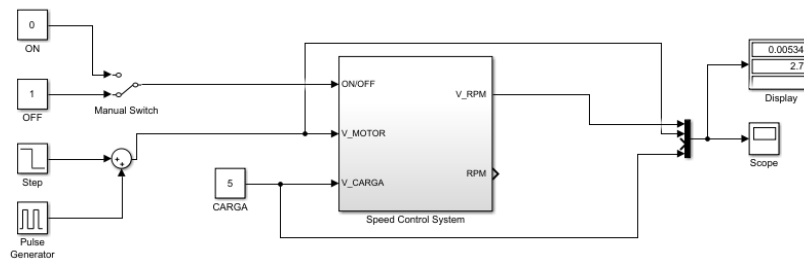 0
ON
1
OFF
Manual Switch
Step
++
Pulse
Generator
5
CARGA
ON/OFF
V_MOTOR
V_CARGA
V_RPM
RPM
Speed Control System
0.00534
2.7
Display
Scope